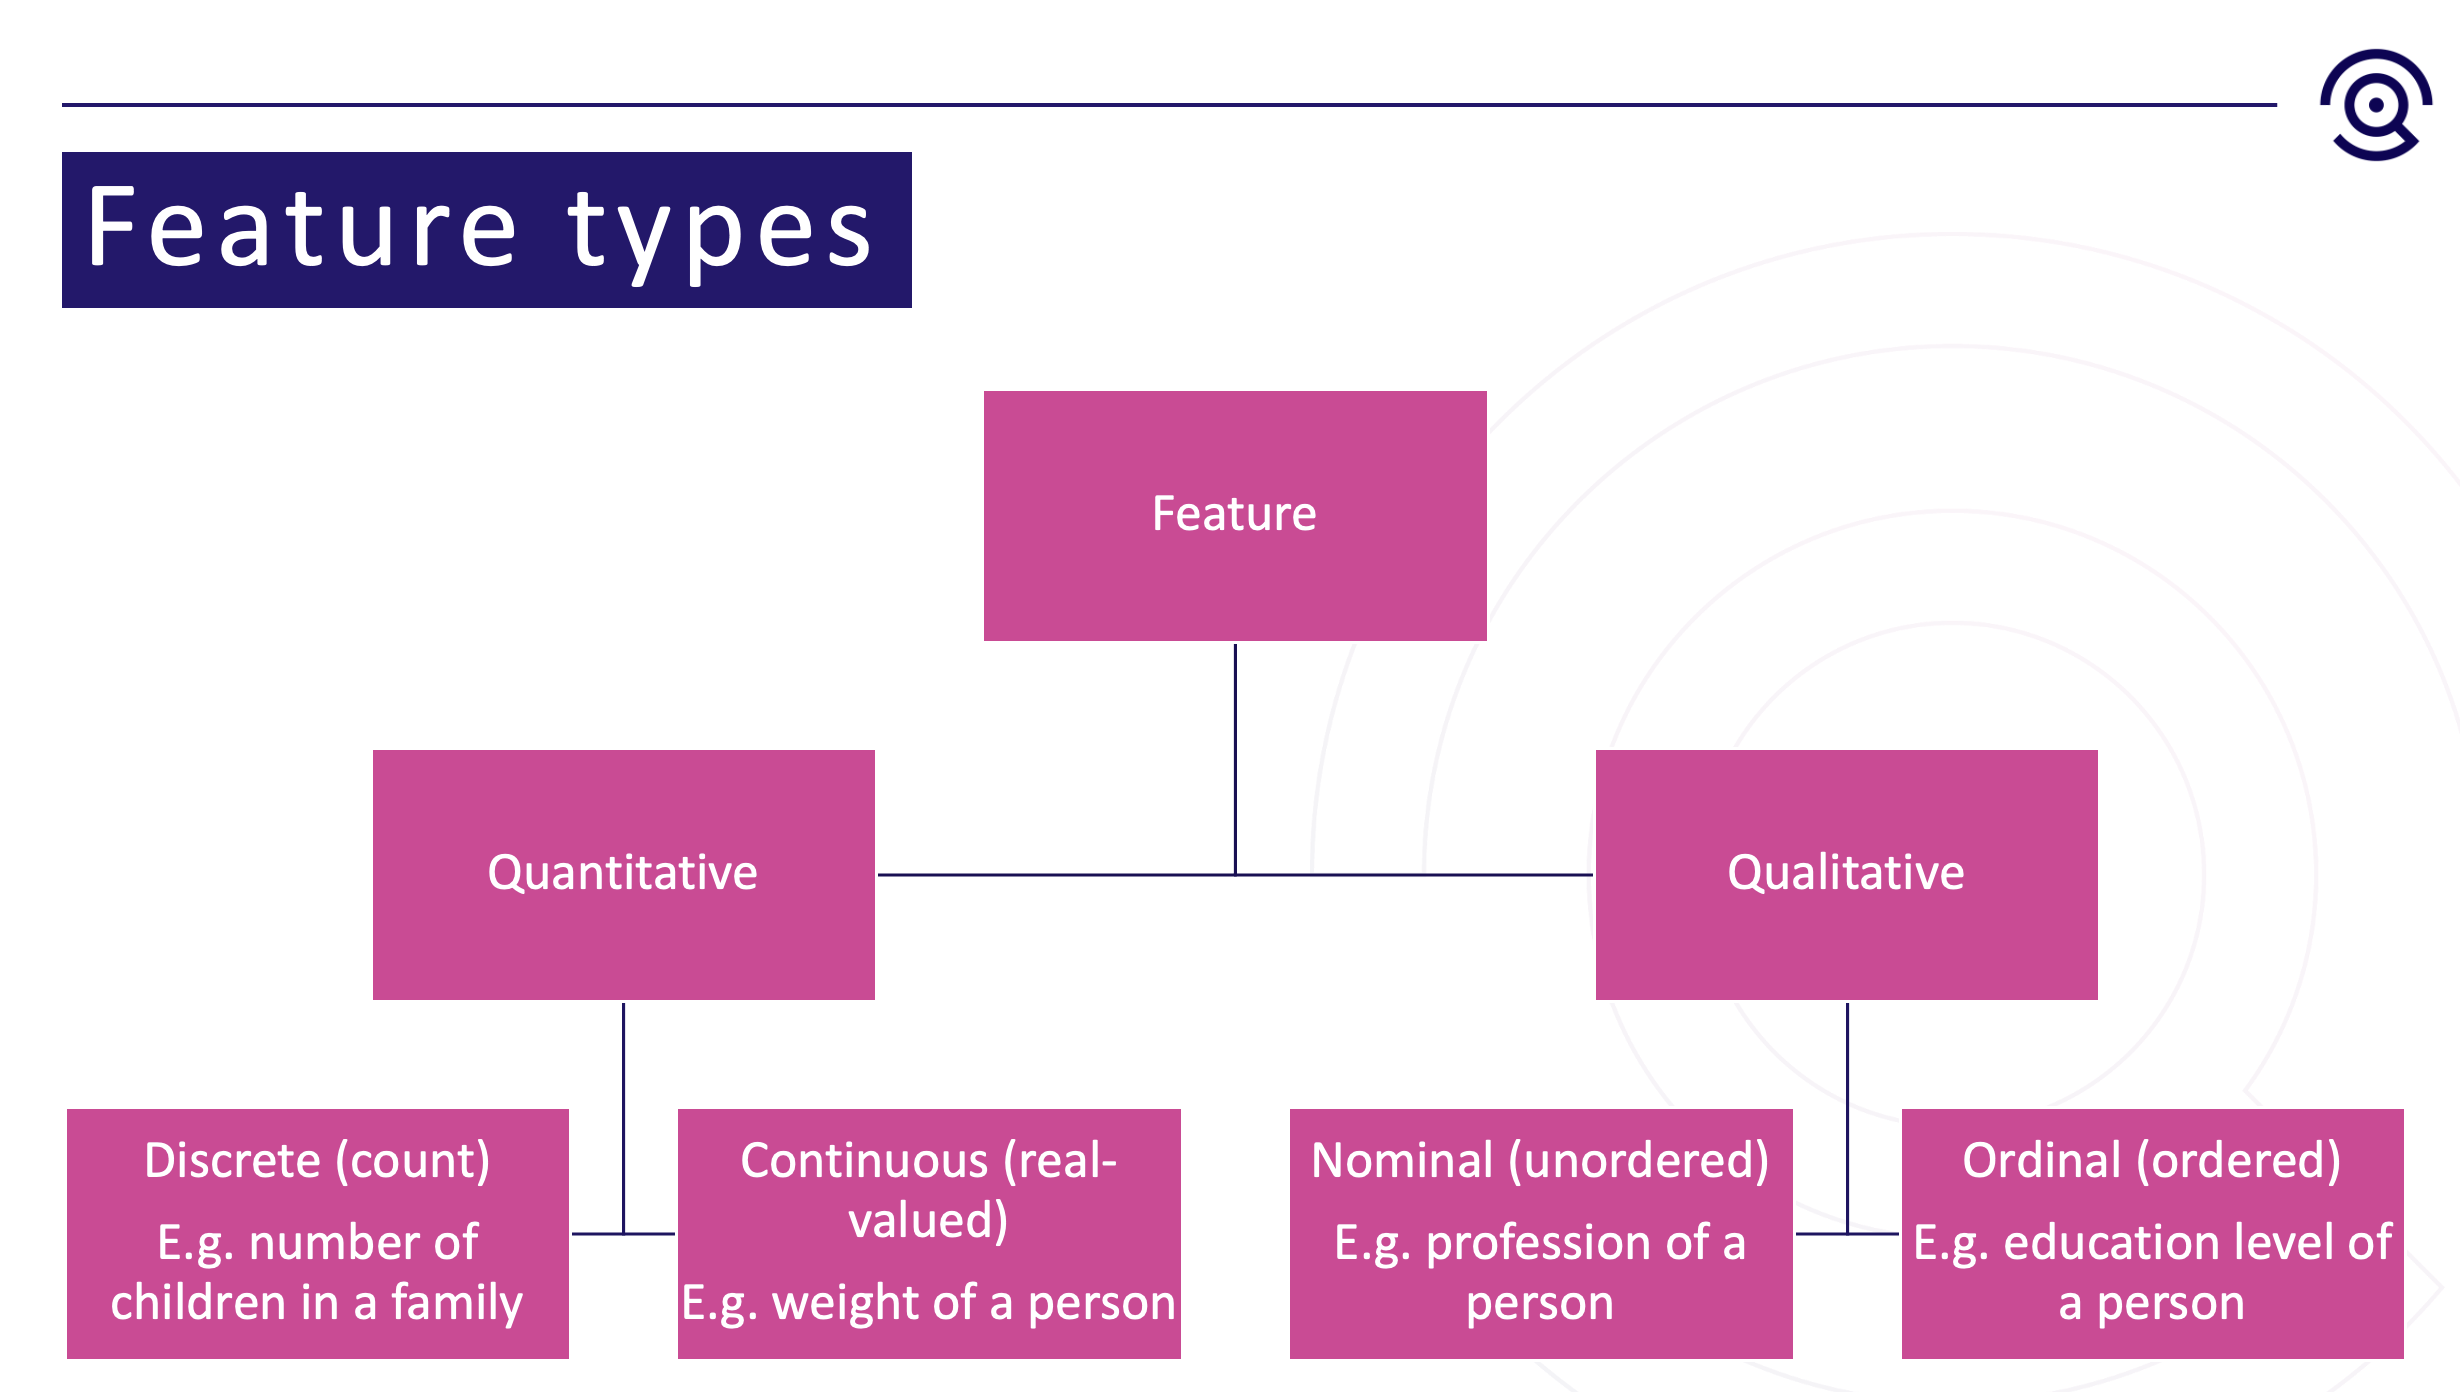 Feature types
Feature
Quantitative
Qualitative
Discrete (count)
E.g. number of
children in a family
Continuous (real-
valued)
E.g. weight of a person
Nominal (unordered)
E.g. profession of a
person
Ordinal (ordered)
E.g. education level of
a person